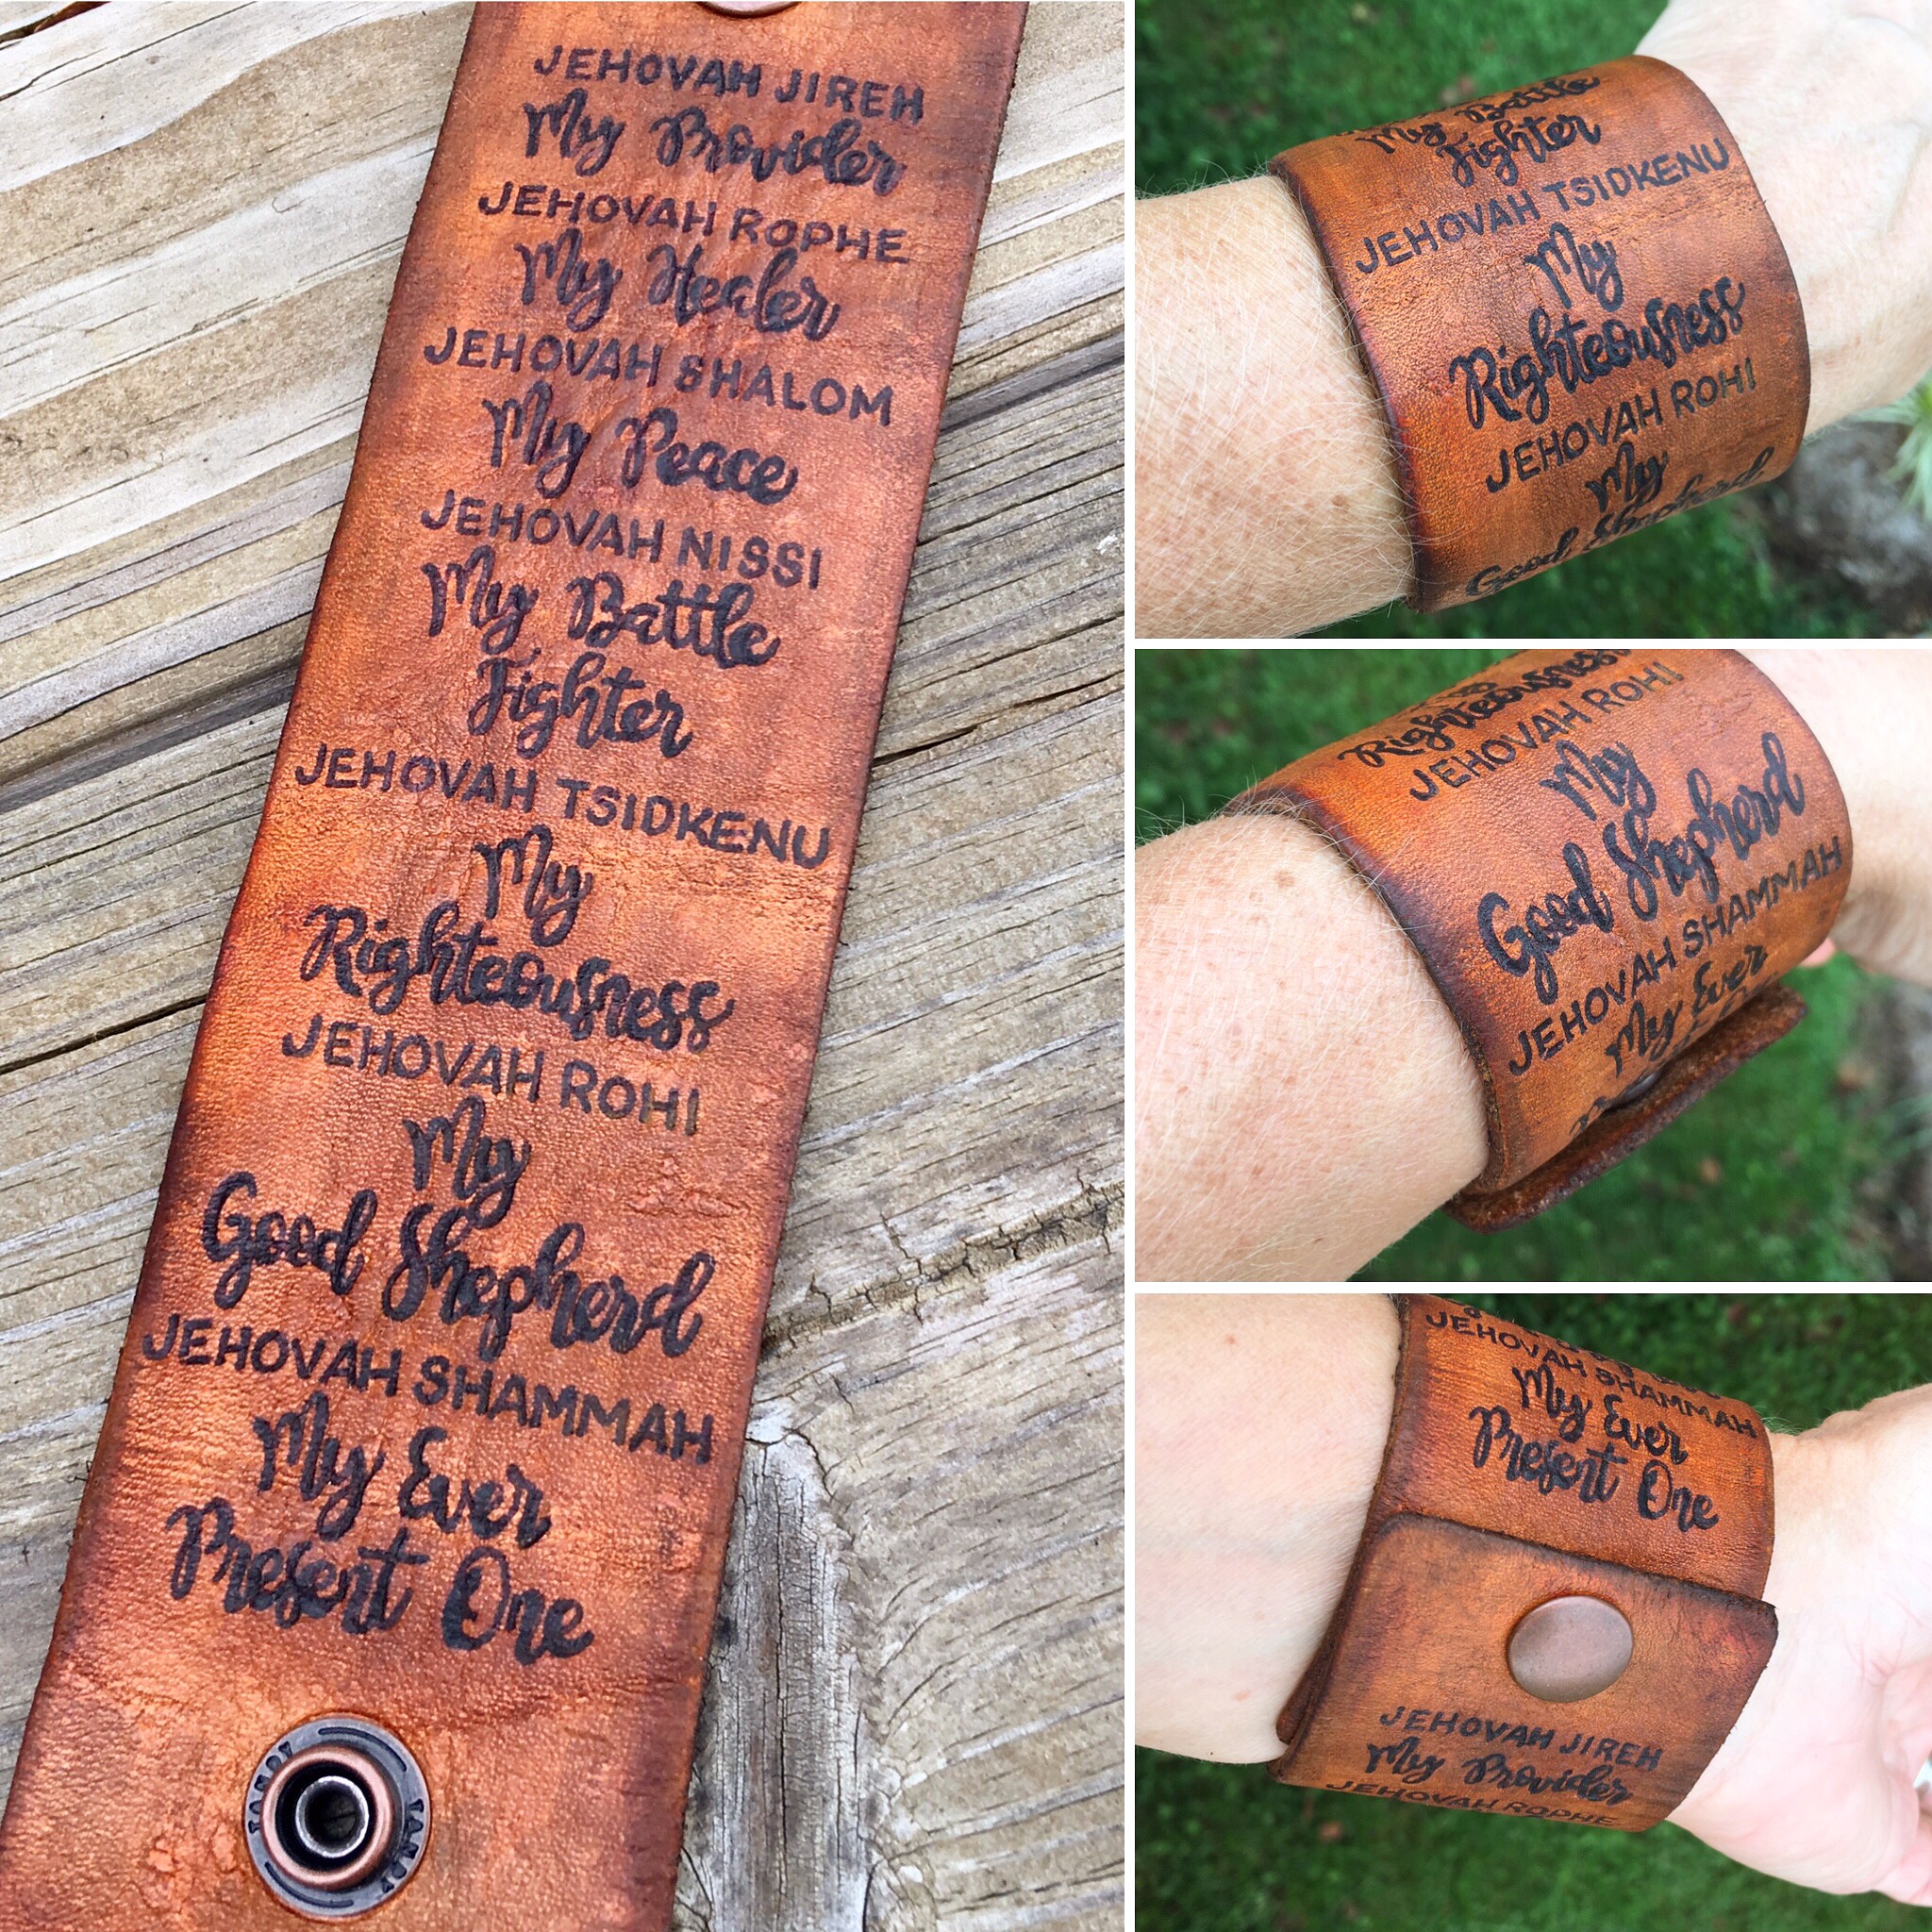 JEHOVAH JIREH
My Provider
JEHOVAH ROPHE
My Healer
JEHOVAH SHALOM
My Peace
JEHOVAH NISSI
My Battle
Fighter
JEHOVAH TSIDKENU
My
Righteousness
JEHOVAH ROHI
My
Good Shepherd
JEHOVAH SHAMMAH
My Ever
Present One
TANDY TANDY
My Battle
Fighter
JEHOVAH TSIDKENU
My
Righteousness
JEHOVAH ROHI
My
Good Shepherd
Righteousness
JEHOVAH ROHI
My
Good Shepherd
JEHOVAH SHAMMAH
My Ever
JEHOVAH SHAMMAH
My Ever
Present One
JEHOVAH JIREH
My Provider
JEHOVAH ROPHE